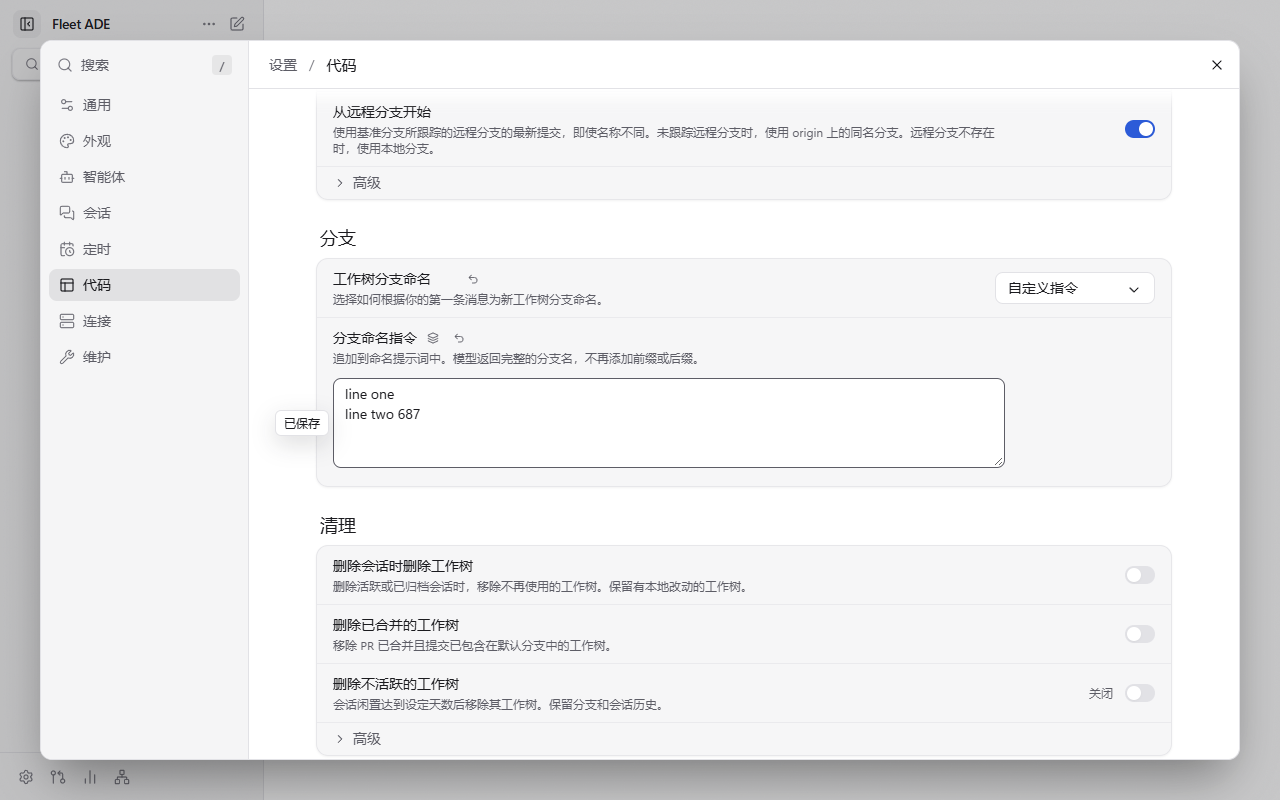 Fleet ADE
搜索
/
通用
外观
智能体
会话
定时
代码
连接
维护
设置 / 代码
从远程分支开始
使用基准分支所跟踪的远程分支的最新提交，即使名称不同。未跟踪远程分支时，使用 origin 上的同名分支。远程分支不存在
时，使用本地分支。
高级
分支
工作树分支命名
选择如何根据你的第一条消息为新工作树分支命名。
自定义指令
分支命名指令
追加到命名提示词中。模型返回完整的分支名，不再添加前缀或后缀。
line one
line two 687
已保存
清理
删除会话时删除工作树
删除活跃或已归档会话时，移除不再使用的工作树。保留有本地改动的工作树。
删除已合并的工作树
移除 PR 已合并且提交已包含在默认分支中的工作树。
删除不活跃的工作树
会话闲置达到设定天数后移除其工作树。保留分支和会话历史。
关闭
高级